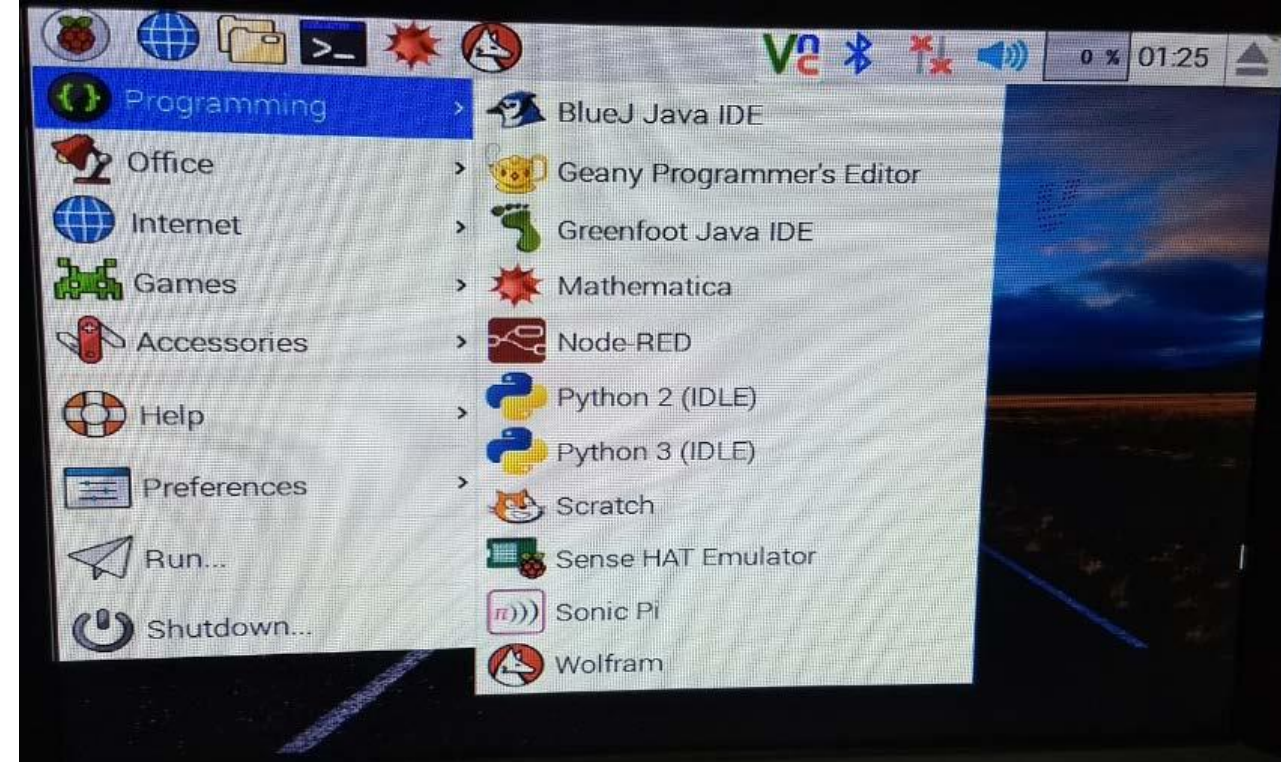 >_
VNC
0 %
01:25
Programming
Office
Internet
Games
Accessories
Help
Preferences
Run...
Shutdown...
BlueJ Java IDE
Geany Programmer's Editor
Greenfoot Java IDE
Mathematica
Node-RED
Python 2 (IDLE)
Python 3 (IDLE)
Scratch
Sense HAT Emulator
π)))
Sonic Pi
Wolfram